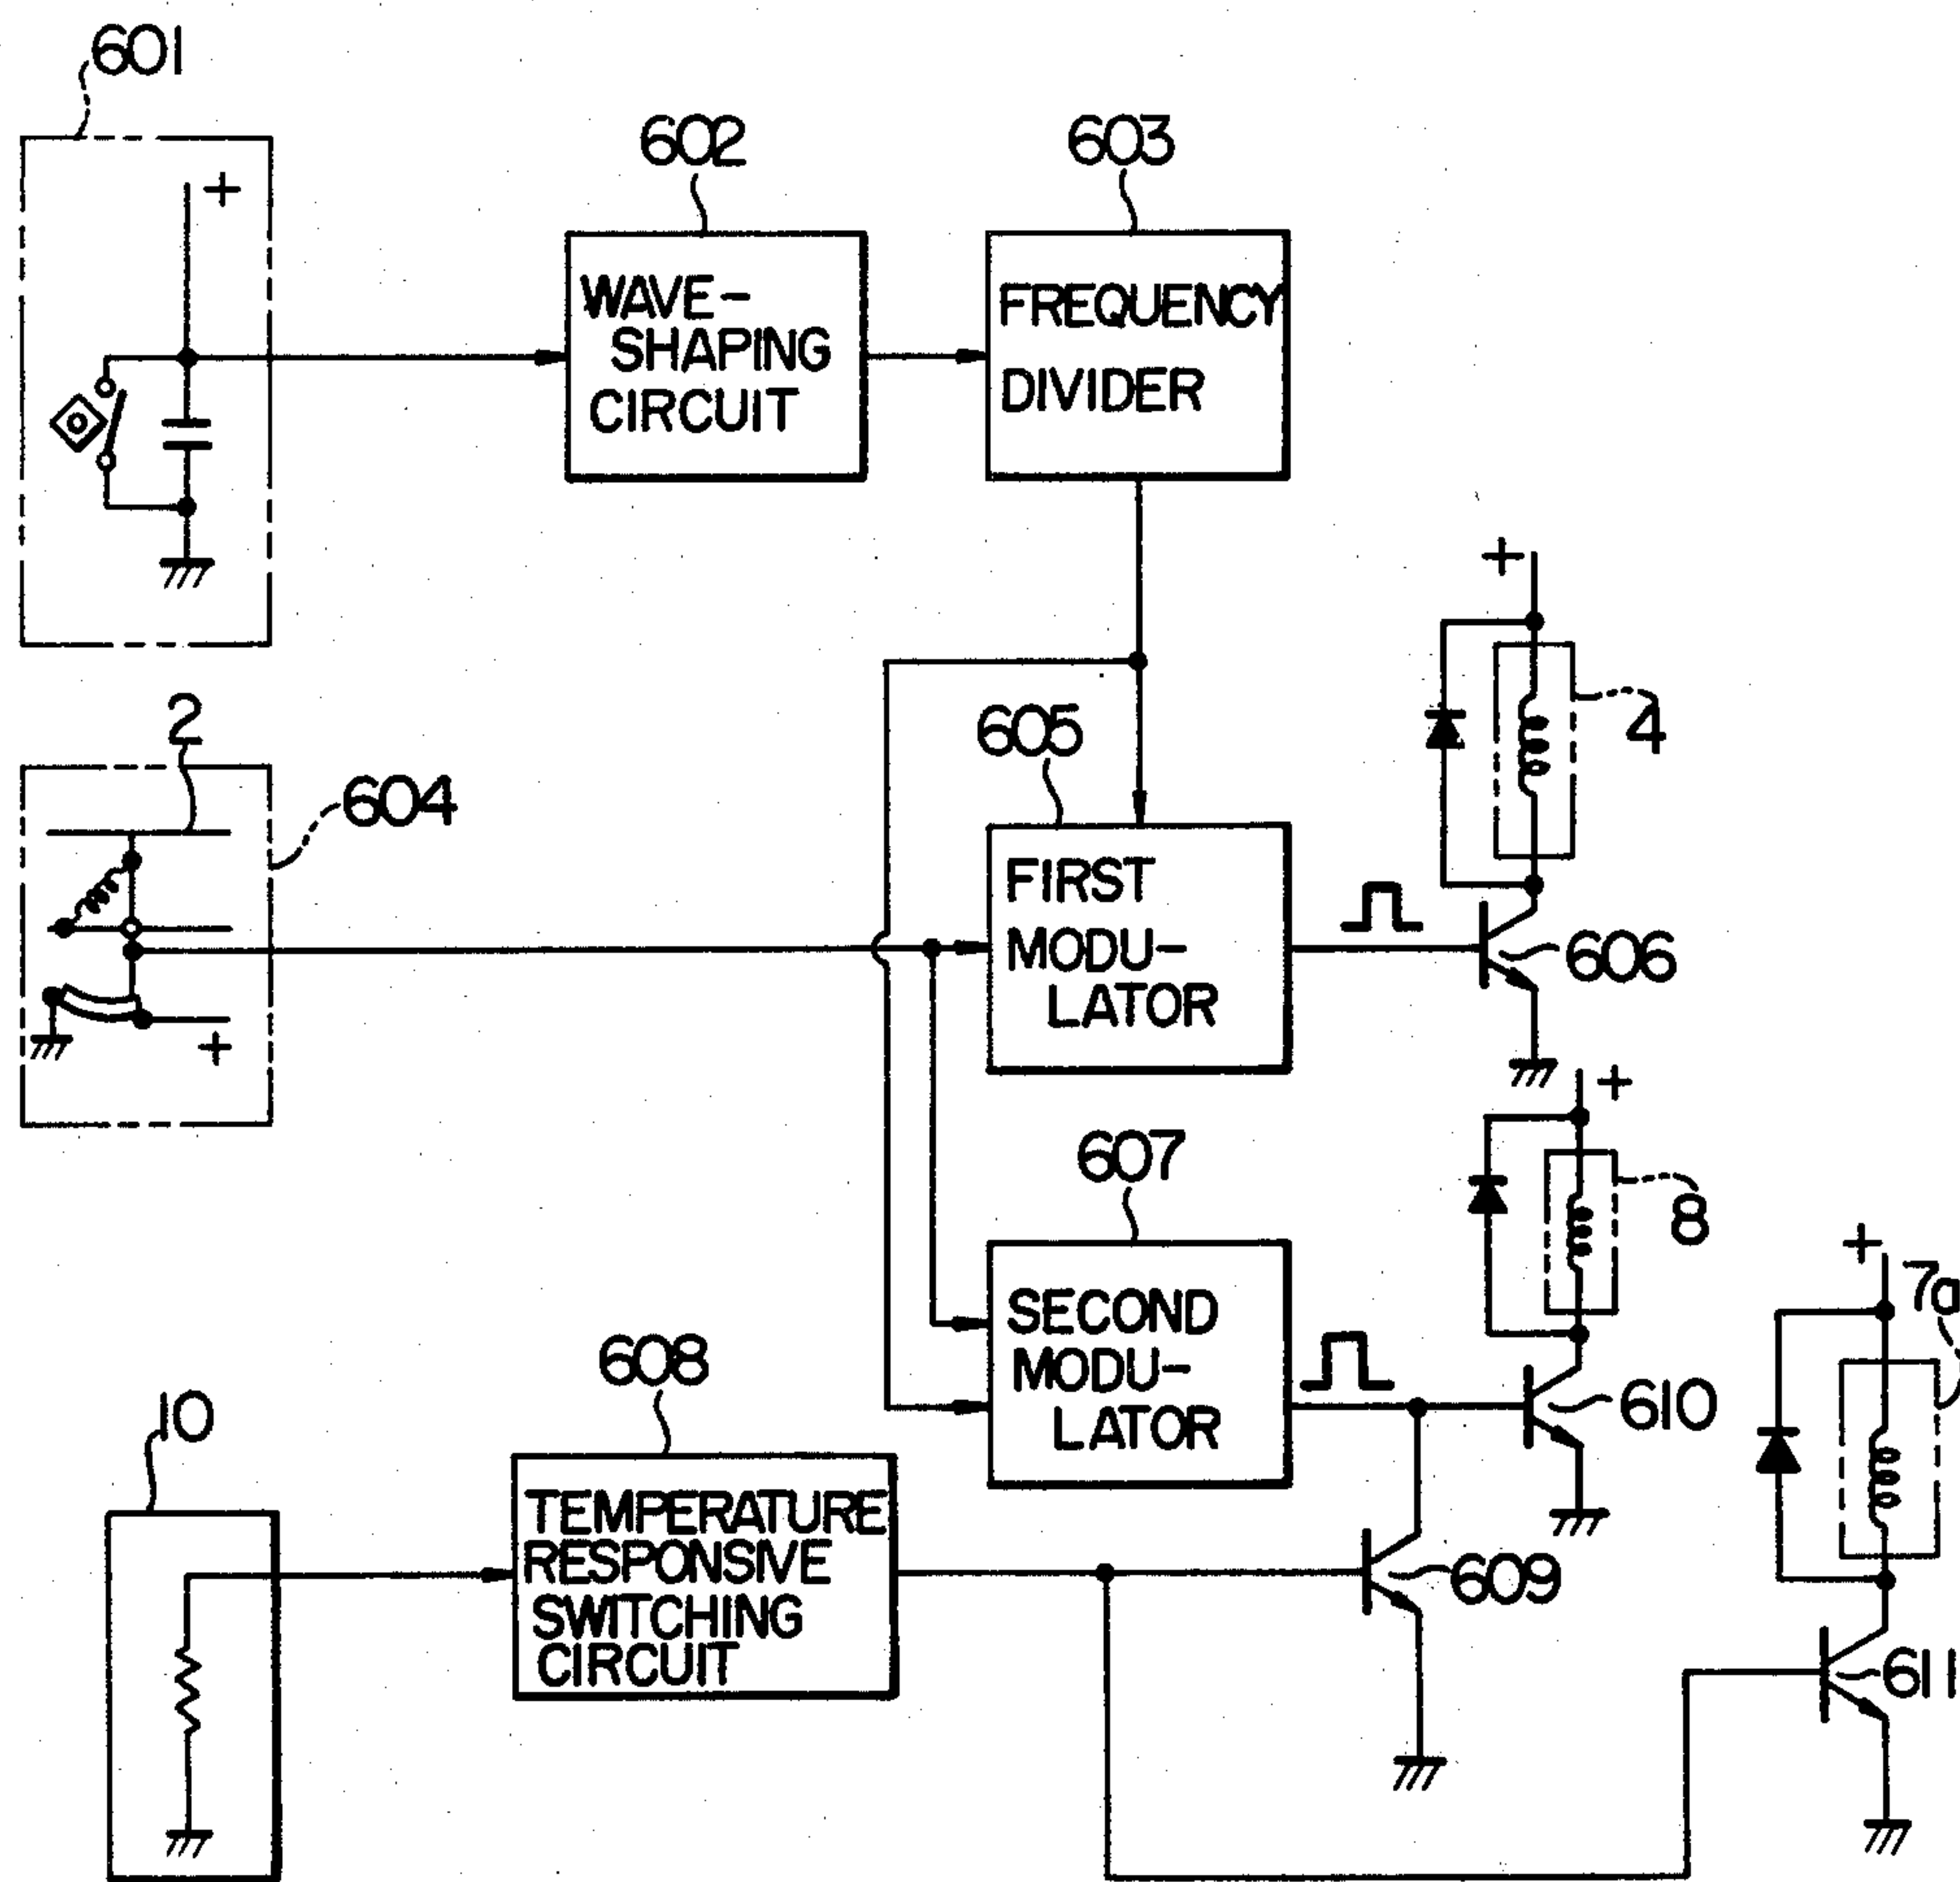 601
602
603
+
WAVE-
SHAPING
CIRCUIT
FREQUENCY
DIVIDER
+
2
604
605
4
FIRST
MODU-
LATOR
606
+
+
607
8
+
7a
SECOND
MODU-
LATOR
608
10
610
TEMPERATURE
RESPONSIVE
SWITCHING
CIRCUIT
609
611